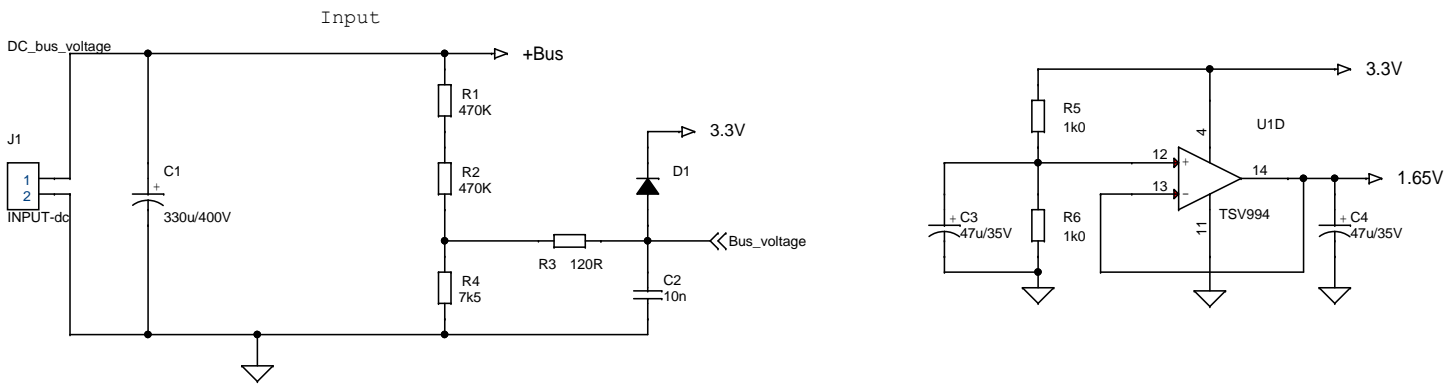 Input
DC_bus_voltage
+Bus
R1
470K
3.3V
J1
1
2
INPUT-dc
C1
+
330u/400V
R2
470K
D1
R3 120R
Bus_voltage
R4
7k5
C2
10n
3.3V
R5
1k0
4
U1D
12
+
13
−
14
1.65V
TSV994
11
+
C3
47u/35V
R6
1k0
+
C4
47u/35V